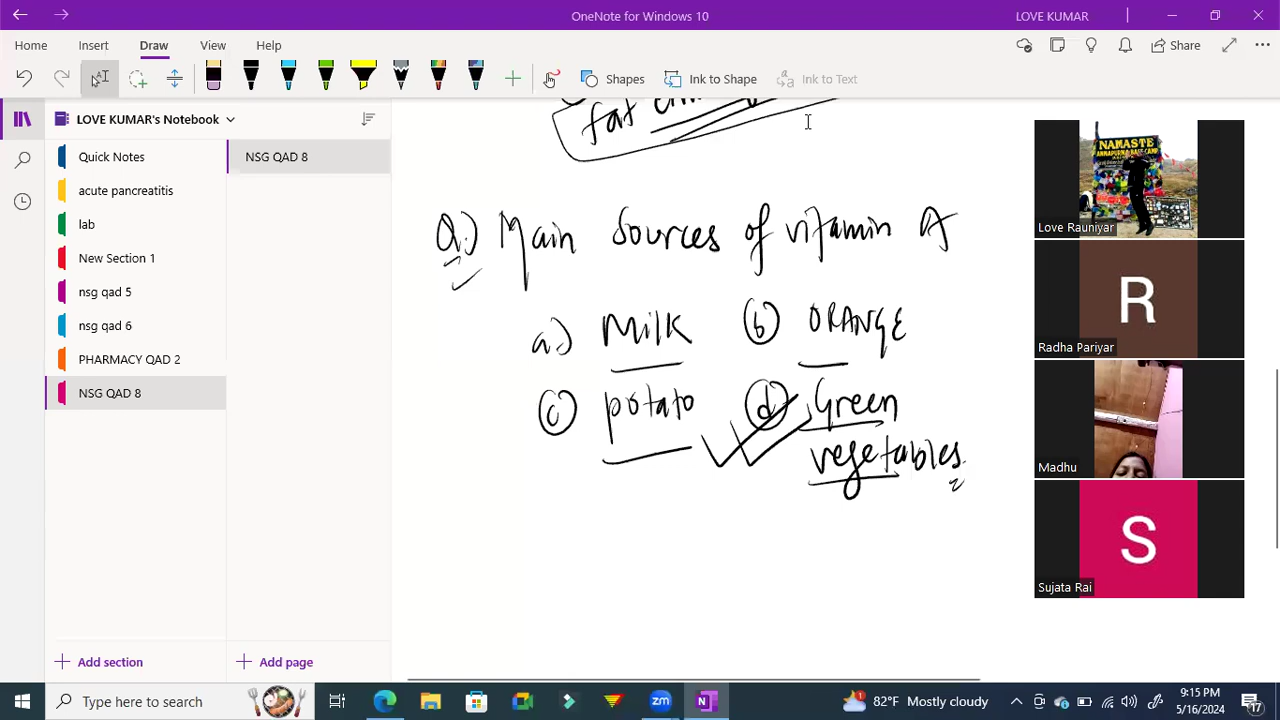 OneNote for Windows 10
LOVE KUMAR
Home Insert Draw View Help
Share
Shapes Ink to Shape Ink to Text
LOVE KUMAR's Notebook
Quick Notes
acute pancreatitis
lab
New Section 1
nsg qad 5
nsg qad 6
PHARMACY QAD 2
NSG QAD 8
Add section
NSG QAD 8
Add page
fat
Q.) Main Sources of vitamin A
a.) Milk (b) ORANGE
(c) potato (d) Green
vegetables
NAMASTE
ANNAPURNA BASE CAMP
Love Rauniyar
R
Radha Pariyar
Madhu
S
Sujata Rai
Type here to search
82°F Mostly cloudy
9:15 PM
5/16/2024
17